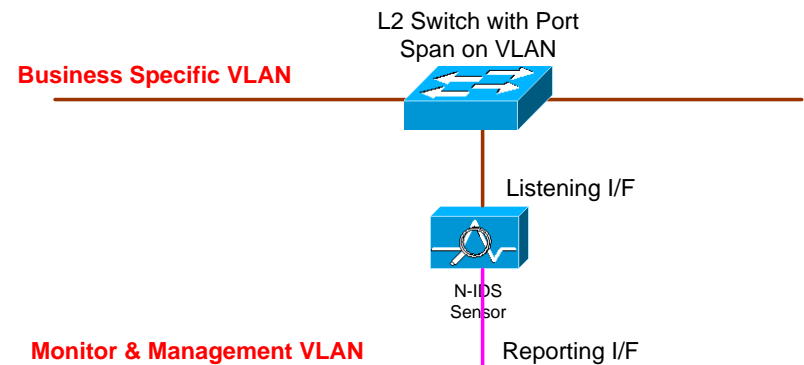 L2 Switch with Port
Span on VLAN
Business Specific VLAN
Listening I/F
N-IDS
Sensor
Monitor & Management VLAN
Reporting I/F